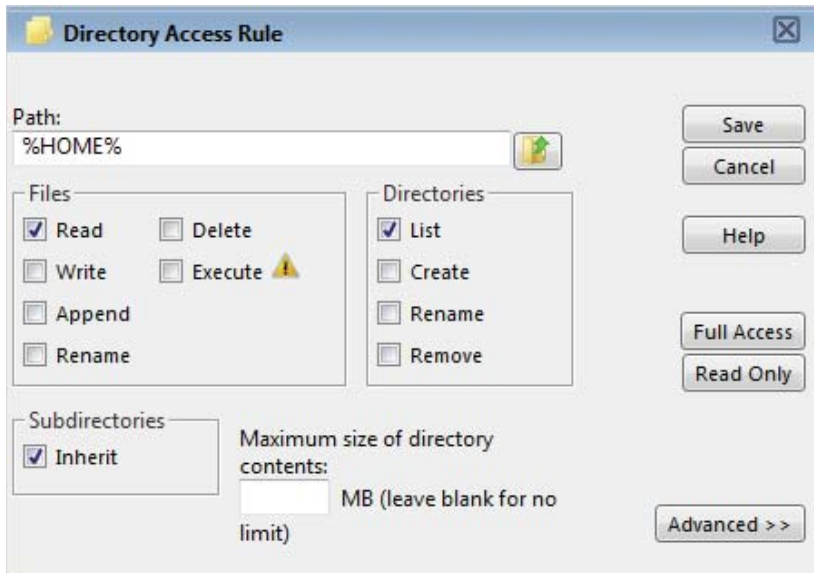 Directory Access Rule
Path:
%HOME%
Save
Cancel
Files
Directories
Read
Delete
List
Help
Write
Execute
Create
Append
Rename
Full Access
Rename
Remove
Read Only
Subdirectories
Inherit
Maximum size of directory
contents:
MB (leave blank for no
limit)
Advanced >>